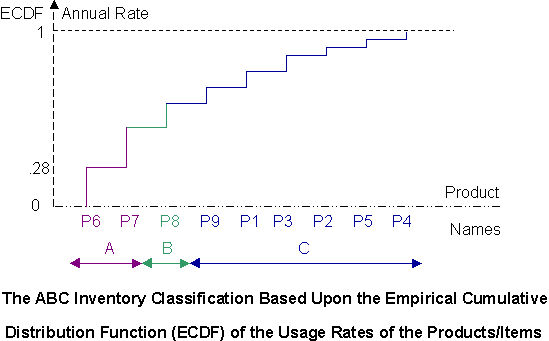 ECDF Annual Rate
1
.28
0
Product
P6 P7 P8 P9 P1 P3 P2 P5 P4
Names
A B C
The ABC Inventory Classification Based Upon the Empirical Cumulative
Distribution Function (ECDF) of the Usage Rates of the Products/Items